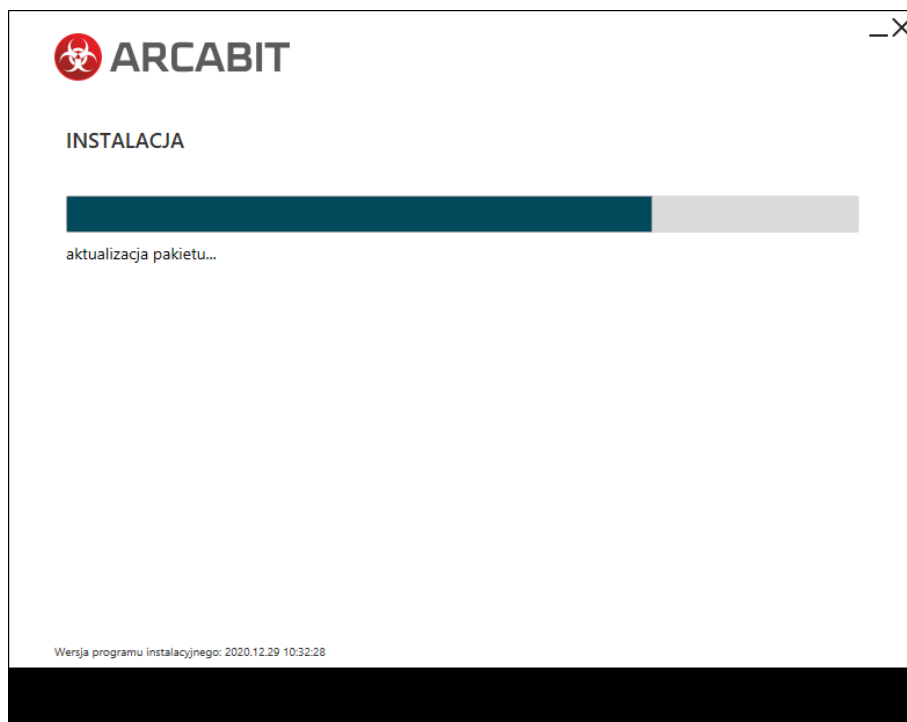 ARCABIT
INSTALACJA
aktualizacja pakietu...
Wersja programu instalacyjnego: 2020.12.29 10:32:28